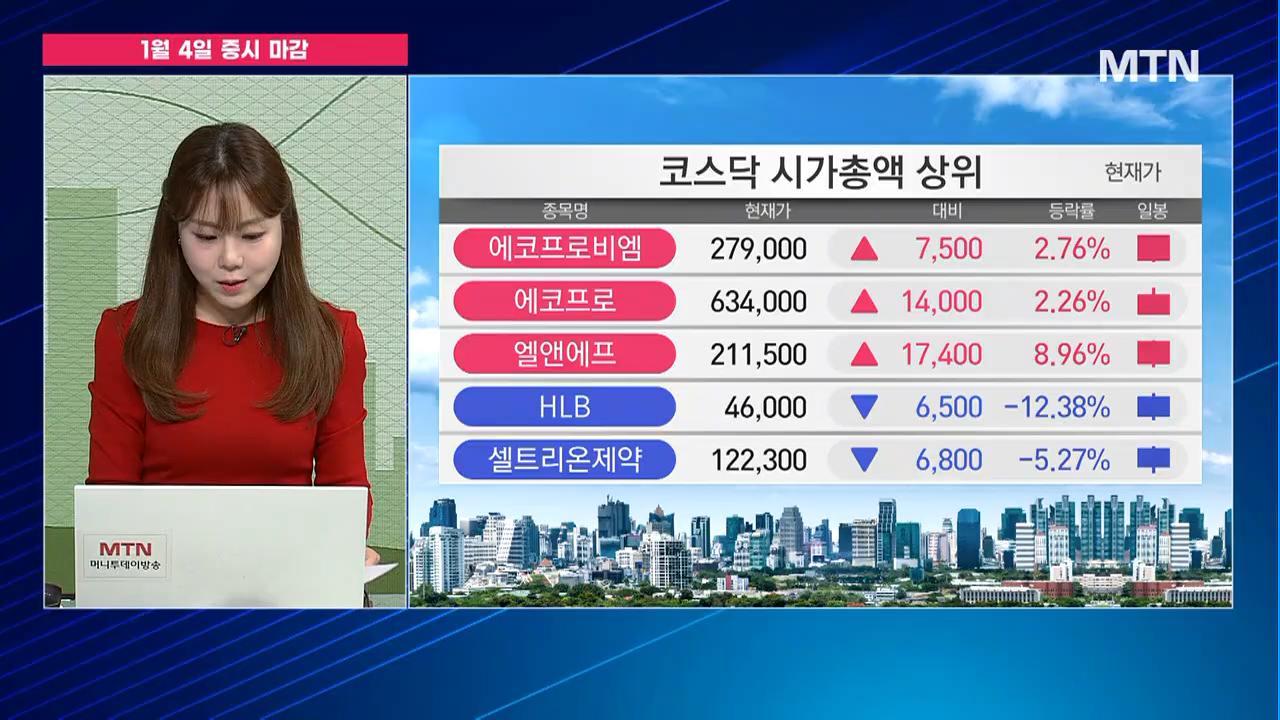 1월 4일 증시 마감
MTN
코스닥 시가총액 상위 현재가
종목명 현재가 대비 등락률 일봉
에코프로비엠 279,000 ▲ 7,500 2.76%
에코프로 634,000 ▲ 14,000 2.26%
엘앤에프 211,500 ▲ 17,400 8.96%
HLB 46,000 ▼ 6,500 -12.38%
셀트리온제약 122,300 ▼ 6,800 -5.27%
MTN
머니투데이방송